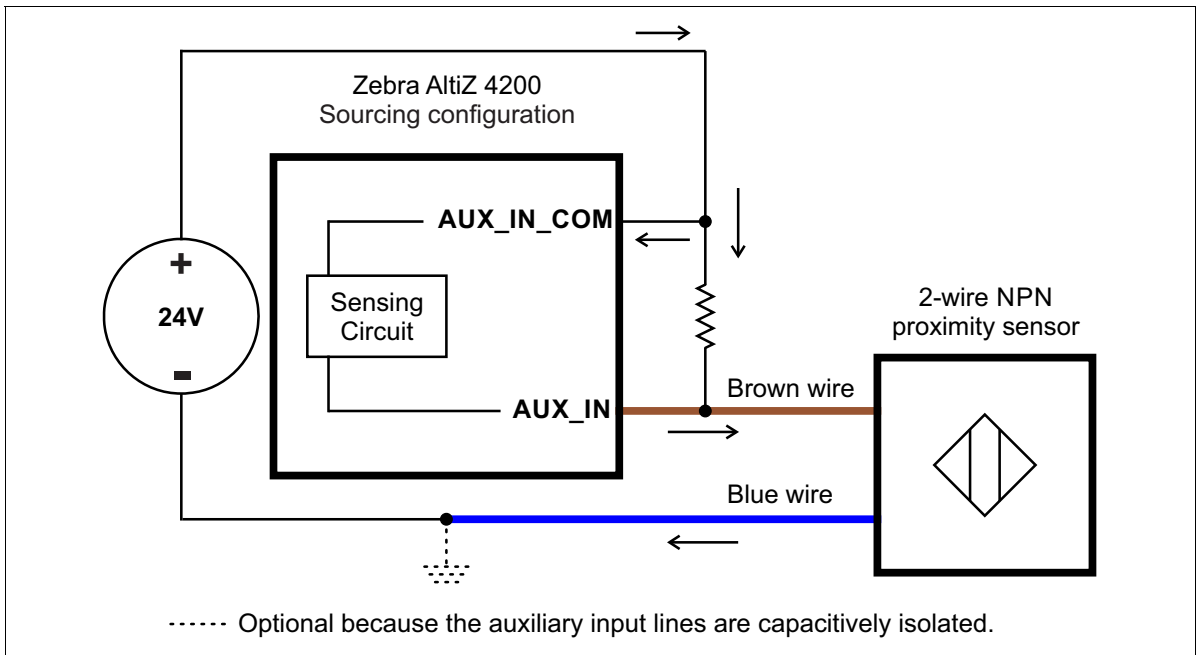 Zebra AltiZ 4200
Sourcing configuration
AUX_IN_COM
+
24V
-
Sensing
Circuit
2-wire NPN
proximity sensor
Brown wire
AUX_IN
Blue wire
Optional because the auxiliary input lines are capacitively isolated.